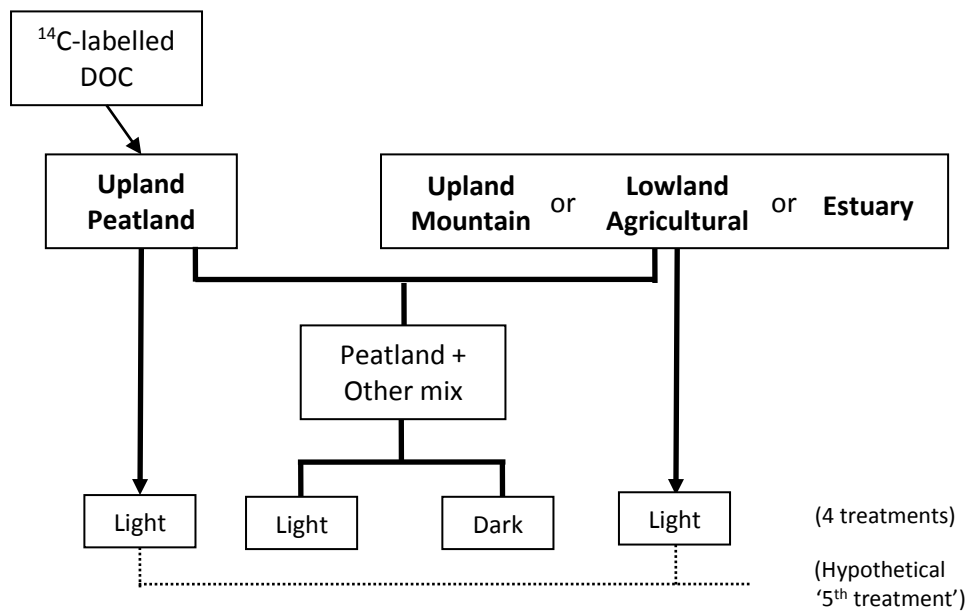 ¹⁴C-labelled
DOC
Upland
Peatland
Upland
Mountain
or
Lowland
Agricultural
or
Estuary
Peatland +
Other mix
Light
Light
Dark
Light
(4 treatments)
(Hypothetical
‘5ᵗʰ treatment’)